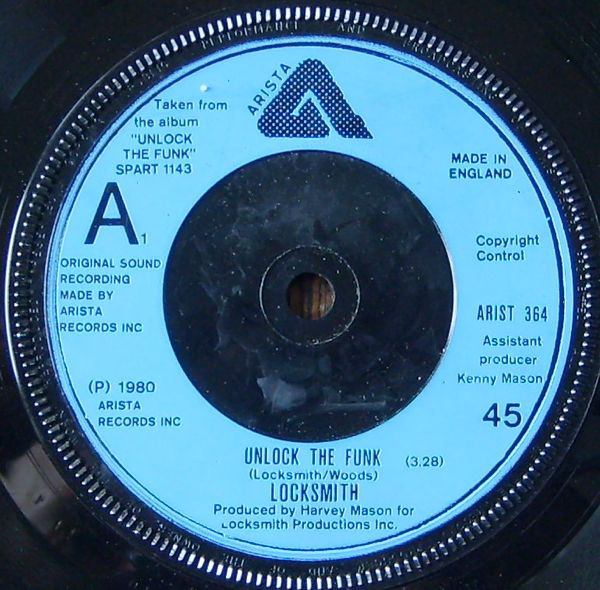 PERFORMANCE AND
ARISTA
Taken from
the album
"UNLOCK
THE FUNK"
SPART 1143
MADE IN
ENGLAND
A1
Copyright
Control
ORIGINAL SOUND
RECORDING
MADE BY
ARISTA
RECORDS INC
ARIST 364
Assistant
producer
Kenny Mason
(P) 1980
ARISTA
RECORDS INC
45
UNLOCK THE FUNK (3.28)
(Locksmith/Woods)
LOCKSMITH
Produced by Harvey Mason for
Locksmith Productions Inc.